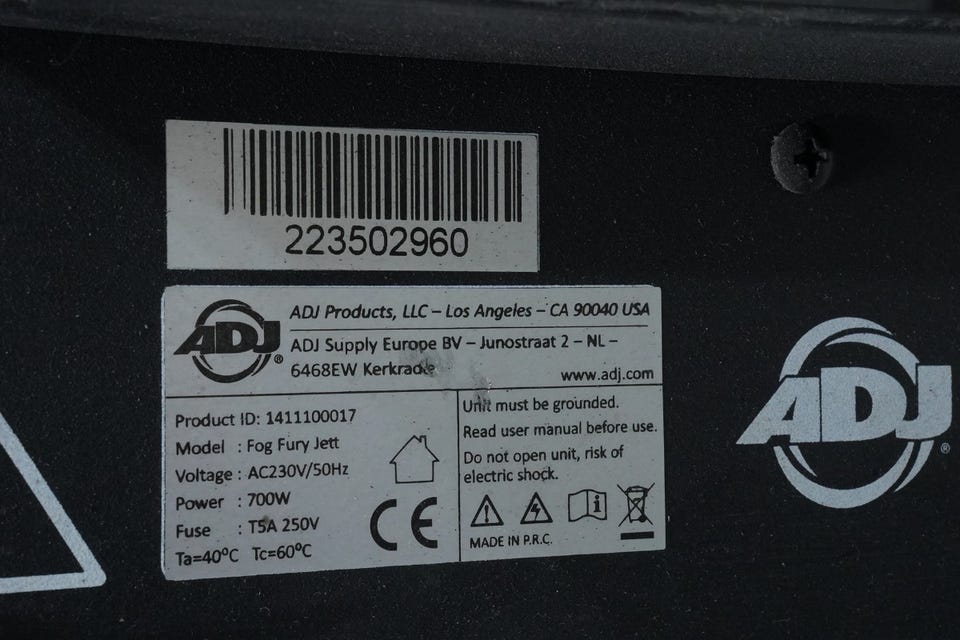 223502960
ADJ®
ADJ Products, LLC – Los Angeles – CA 90040 USA
ADJ Supply Europe BV – Junostraat 2 – NL –
6468EW Kerkrade
www.adj.com
Product ID: 1411100017
Model : Fog Fury Jett
Voltage : AC230V/50Hz
Power : 700W
Fuse : T5A 250V
Ta=40°C Tc=60°C
CE
Unit must be grounded.
Read user manual before use.
Do not open unit, risk of
electric shock.
MADE IN P.R.C.
ADJ®